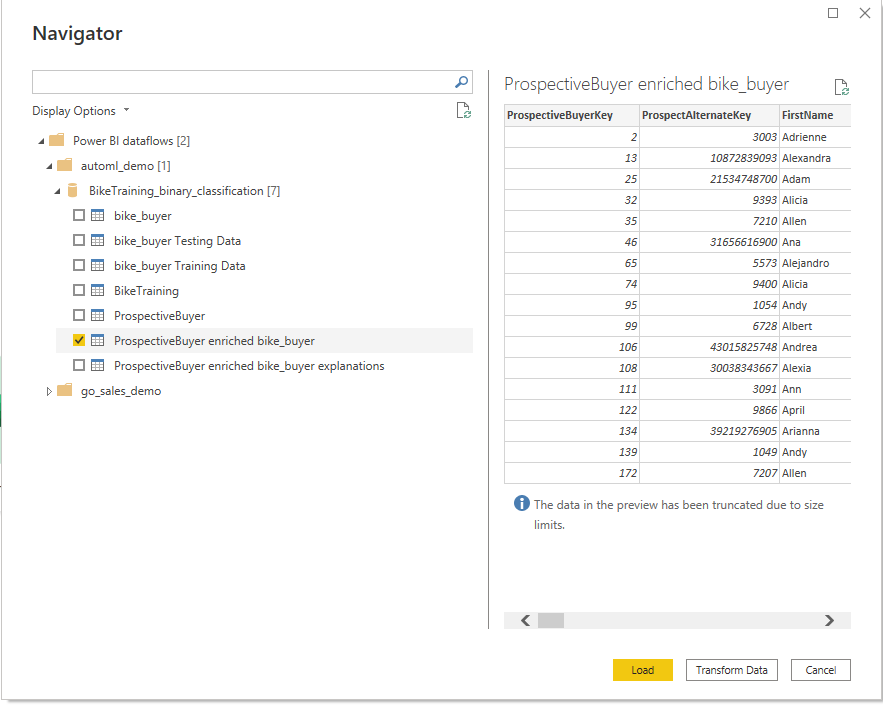 Navigator
Display Options
Power BI dataflows [2]
automl_demo [1]
BikeTraining_binary_classification [7]
bike_buyer
bike_buyer Testing Data
bike_buyer Training Data
BikeTraining
ProspectiveBuyer
ProspectiveBuyer enriched bike_buyer
ProspectiveBuyer enriched bike_buyer explanations
go_sales_demo
ProspectiveBuyer enriched bike_buyer
ProspectiveBuyerKey ProspectAlternateKey FirstName
2 3003 Adrienne
13 10872839093 Alexandra
25 21534748700 Adam
32 9393 Alicia
35 7210 Allen
46 31656616900 Ana
65 5573 Alejandro
74 9400 Alicia
95 1054 Andy
99 6728 Albert
106 43015825748 Andrea
108 30038343667 Alexia
111 3091 Ann
122 9866 April
134 39219276905 Arianna
139 1049 Andy
172 7207 Allen
The data in the preview has been truncated due to size
limits.
Load Transform Data Cancel